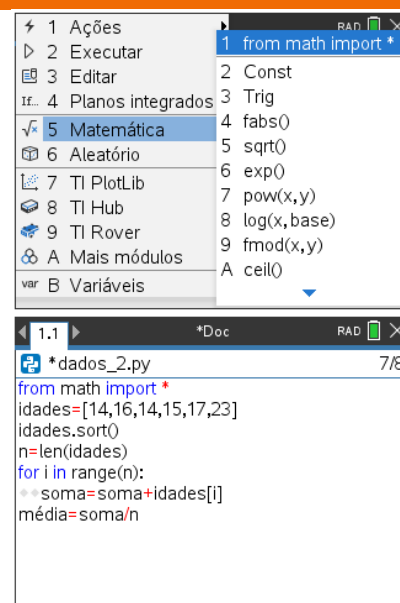 1 Ações
2 Executar
3 Editar
If... 4 Planos integrados
5 Matemática
6 Aleatório
7 TI PlotLib
8 TI Hub
9 TI Rover
A Mais módulos
var B Variáveis
RAD
1 from math import *
2 Const
3 Trig
4 fabs()
5 sqrt()
6 exp()
7 pow(x,y)
8 log(x,base)
9 fmod(x,y)
A ceil()
1.1 *Doc RAD
*dados_2.py 7/8
from math import *
idades=[14,16,14,15,17,23]
idades.sort()
n=len(idades)
for i in range(n):
soma=soma+idades[i]
média=soma/n